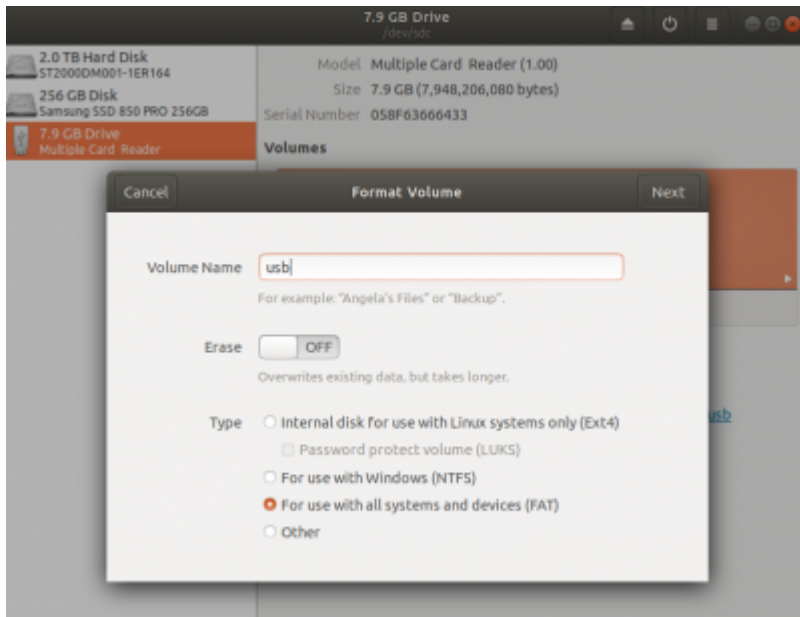 7.9 GB Drive
/dev/sdc
2.0 TB Hard Disk
ST2000DM001-1ER164
256 GB Disk
Samsung SSD 850 PRO 256GB
7.9 GB Drive
Multiple Card Reader
Model Multiple Card Reader (1.00)
Size 7.9 GB (7,948,206,080 bytes)
Serial Number 058F63666433
Volumes
Cancel
Format Volume
Next
Volume Name usb
For example: “Angela’s Files” or “Backup”.
Erase OFF
Overwrites existing data, but takes longer.
Type Internal disk for use with Linux systems only (Ext4)
Password protect volume (LUKS)
For use with Windows (NTFS)
For use with all systems and devices (FAT)
Other
usb